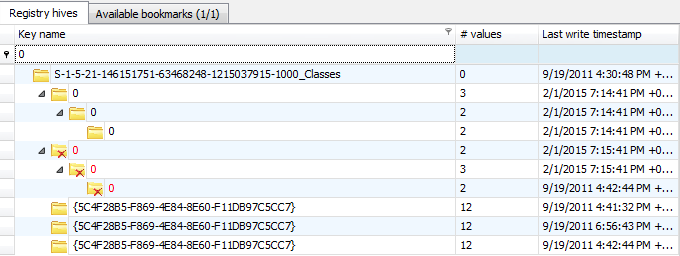 Registry hives Available bookmarks (1/1)
Key name # values Last write timestamp
0
S-1-5-21-146151751-63468248-1215037915-1000_Classes 0 9/19/2011 4:30:48 PM +...
0 3 2/1/2015 7:14:41 PM +0...
0 2 2/1/2015 7:14:41 PM +0...
0 2 2/1/2015 7:14:41 PM +0...
0 2 2/1/2015 7:15:41 PM +0...
0 3 2/1/2015 7:15:41 PM +0...
0 2 9/19/2011 4:42:44 PM +...
{5C4F28B5-F869-4E84-8E60-F11DB97C5CC7} 12 9/19/2011 4:41:32 PM +...
{5C4F28B5-F869-4E84-8E60-F11DB97C5CC7} 12 9/19/2011 6:56:43 PM +...
{5C4F28B5-F869-4E84-8E60-F11DB97C5CC7} 12 9/19/2011 4:42:44 PM +...